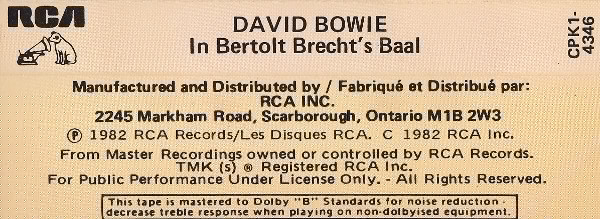 RCA
DAVID BOWIE
In Bertolt Brecht's Baal
CPK1-
4346
Manufactured and Distributed by / Fabriqué et Distribué par:
RCA INC.
2245 Markham Road, Scarborough, Ontario M1B 2W3
Ⓟ 1982 RCA Records/Les Disques RCA. C 1982 RCA Inc.
From Master Recordings owned or controlled by RCA Records.
TMK (s) ® Registered RCA Inc.
For Public Performance Under License Only. - All Rights Reserved.
This tape is mastered to Dolby "B" Standards for noise reduction -
decrease treble response when playing on non-dolbyised equipment.